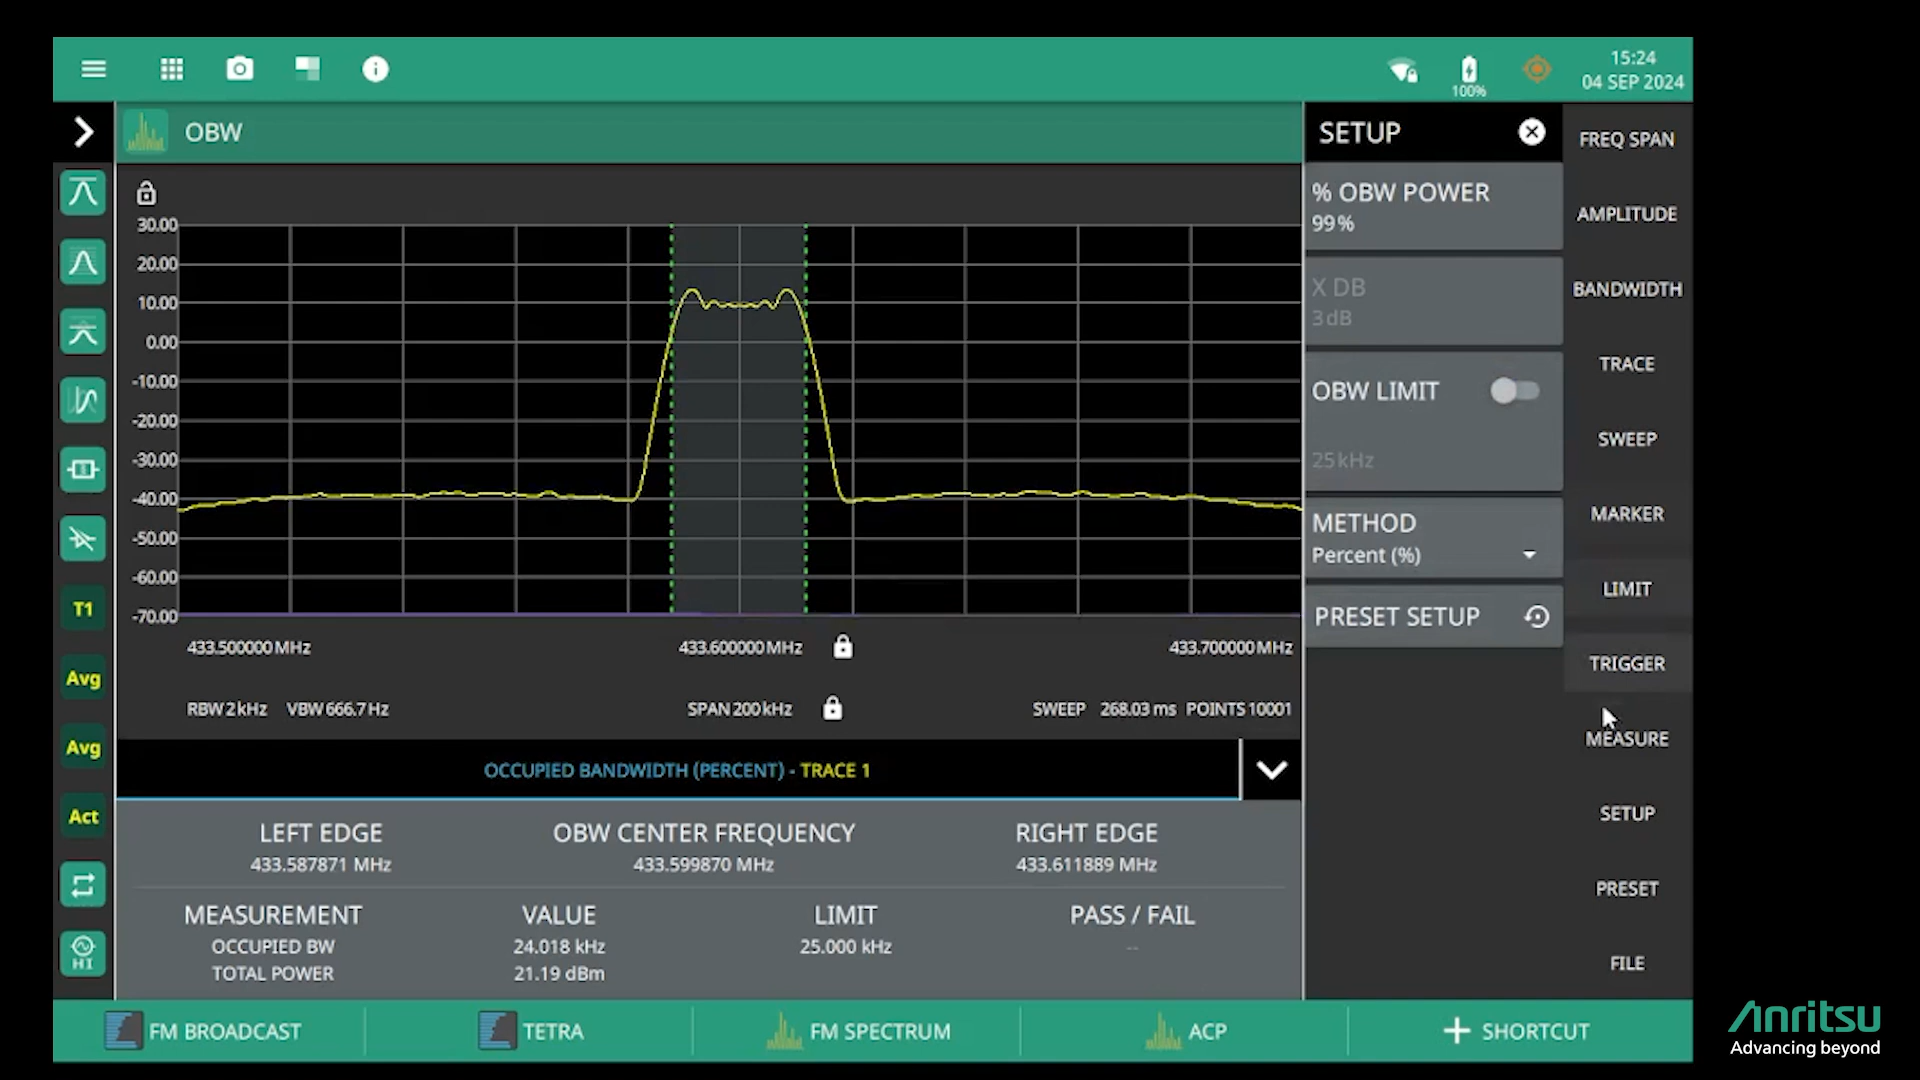 100%
15:24
04 SEP 2024
OBW
SETUP
FREQ SPAN
% OBW POWER
99%
AMPLITUDE
X DB
3dB
BANDWIDTH
TRACE
OBW LIMIT
25kHz
SWEEP
METHOD
Percent (%)
MARKER
PRESET SETUP
LIMIT
TRIGGER
MEASURE
SETUP
PRESET
FILE
T1
Avg
Avg
Act
HI
30.00
20.00
10.00
0.00
-10.00
-20.00
-30.00
-40.00
-50.00
-60.00
-70.00
433.500000 MHz 433.600000 MHz 433.700000 MHz
RBW 2 kHz VBW 666.7 Hz SPAN 200 kHz SWEEP 268.03 ms POINTS 10001
OCCUPIED BANDWIDTH (PERCENT) - TRACE 1
LEFT EDGE OBW CENTER FREQUENCY RIGHT EDGE
433.587871 MHz 433.599870 MHz 433.611889 MHz
MEASUREMENT VALUE LIMIT PASS / FAIL
OCCUPIED BW 24.018 kHz 25.000 kHz --
TOTAL POWER 21.19 dBm
FM BROADCAST TETRA FM SPECTRUM ACP + SHORTCUT
Anritsu
Advancing beyond